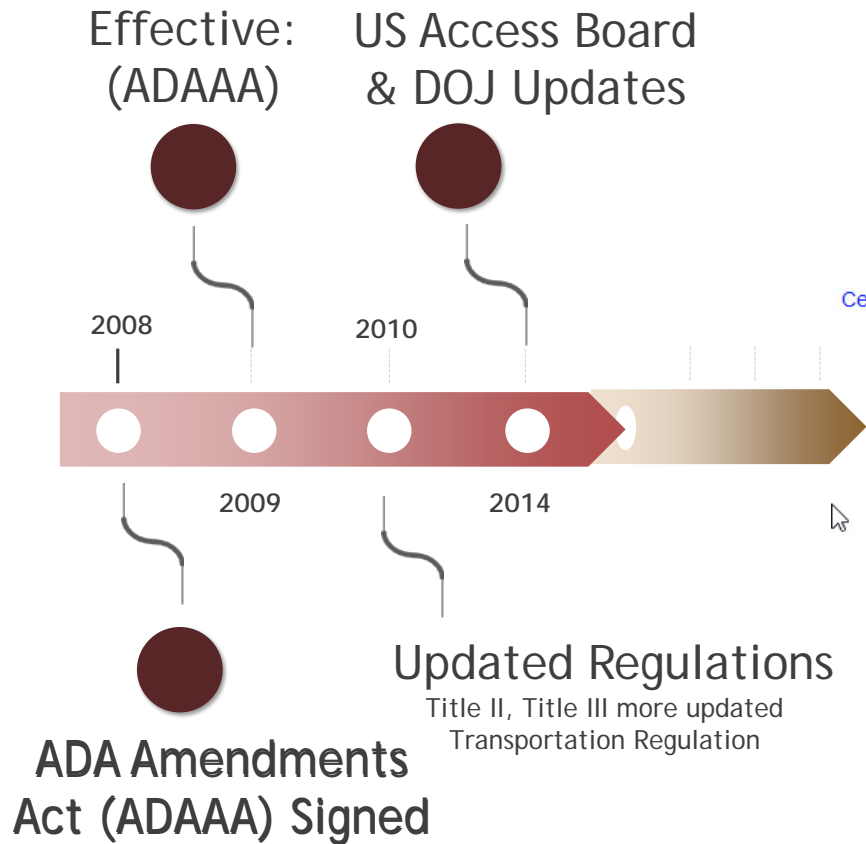 Effective:
(ADAAA)
US Access Board
& DOJ Updates
Ce
2008
2010
2009
2014
Updated Regulations
Title II, Title III more updated
Transportation Regulation
ADA Amendments
Act (ADAAA) Signed